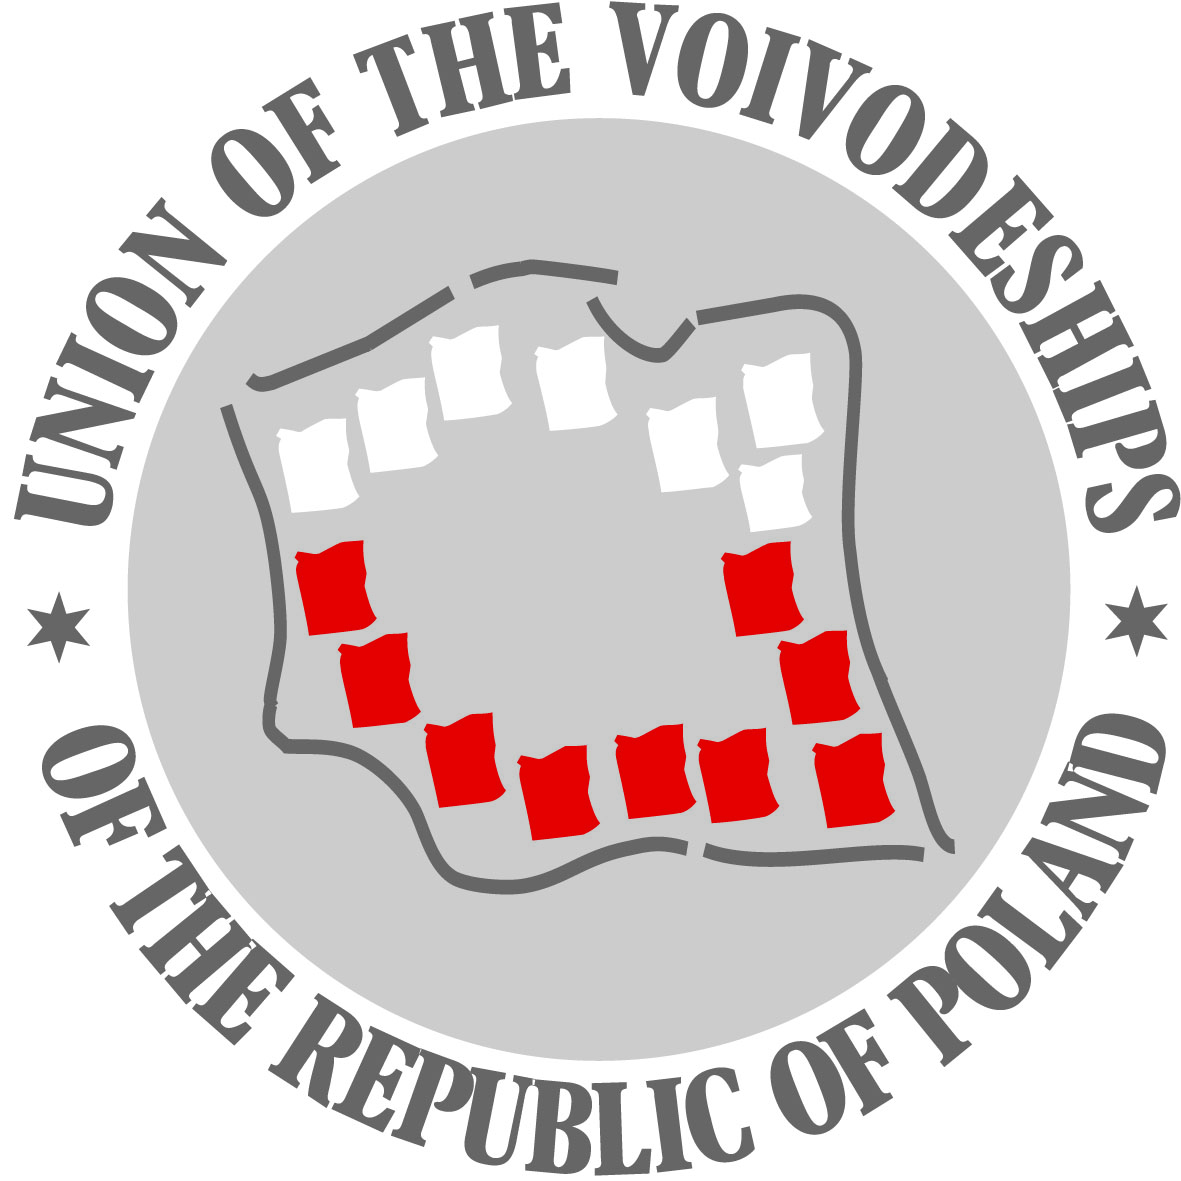 UNION OF THE VOIVODESHIPS
OF THE REPUBLIC OF POLAND